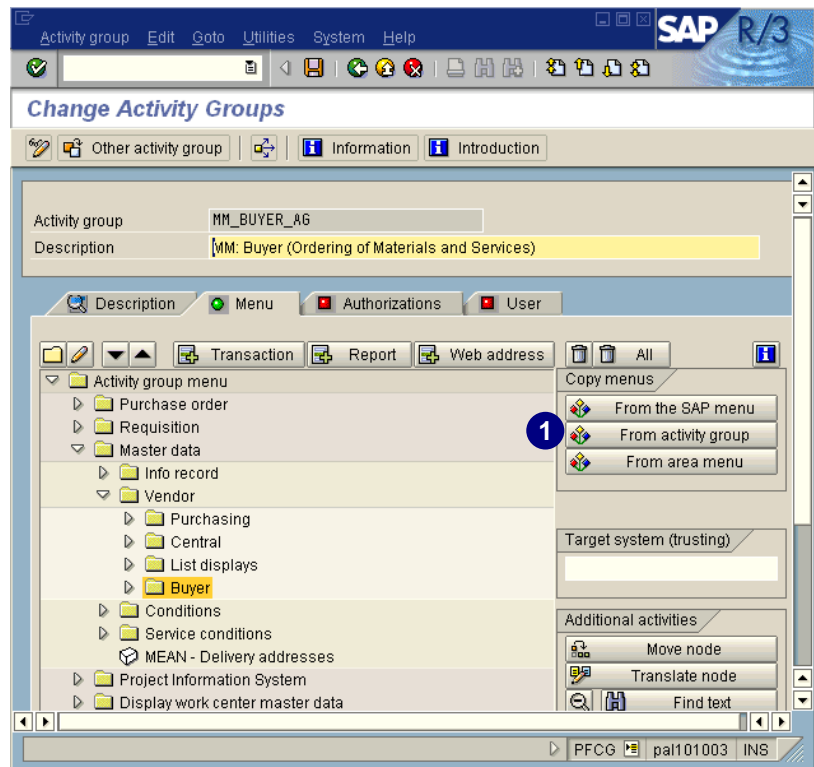 Activity group Edit Goto Utilities System Help
SAP R/3
Change Activity Groups
Other activity group Information Introduction
Activity group MM_BUYER_AG
Description MM: Buyer (Ordering of Materials and Services)
Description Menu Authorizations User
Transaction Report Web address All
Activity group menu
Purchase order
Requisition
Master data
Info record
Vendor
Purchasing
Central
List displays
Buyer
Conditions
Service conditions
MEAN - Delivery addresses
Project Information System
Display work center master data
Copy menus
From the SAP menu
1 From activity group
From area menu
Target system (trusting)
Additional activities
Move node
Translate node
Find text
PFCG pal101003 INS